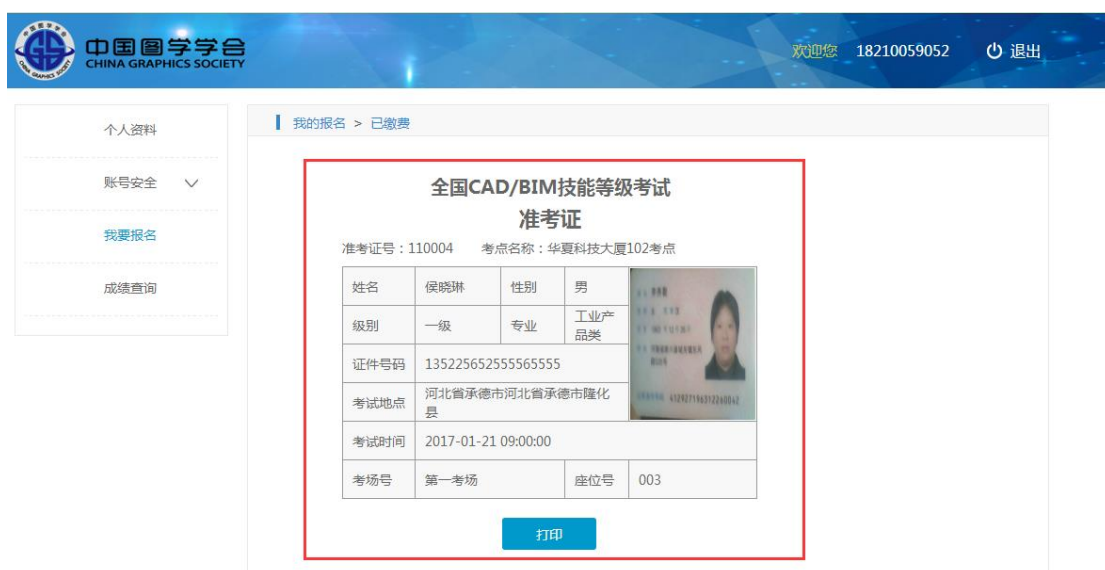 中国图学学会
CHINA GRAPHICS SOCIETY
欢迎您 18210059052 退出
个人资料
账号安全
我要报名
成绩查询
我的报名 > 已缴费
全国CAD/BIM技能等级考试
准考证
准考证号：110004 考点名称：华夏科技大厦102考点
姓名 侯晓琳 性别 男
级别 一级 专业 工业产
品类
证件号码 135225652555565555
考试地点 河北省承德市河北省承德市隆化
县
考试时间 2017-01-21 09:00:00
考场号 第一考场 座位号 003
打印